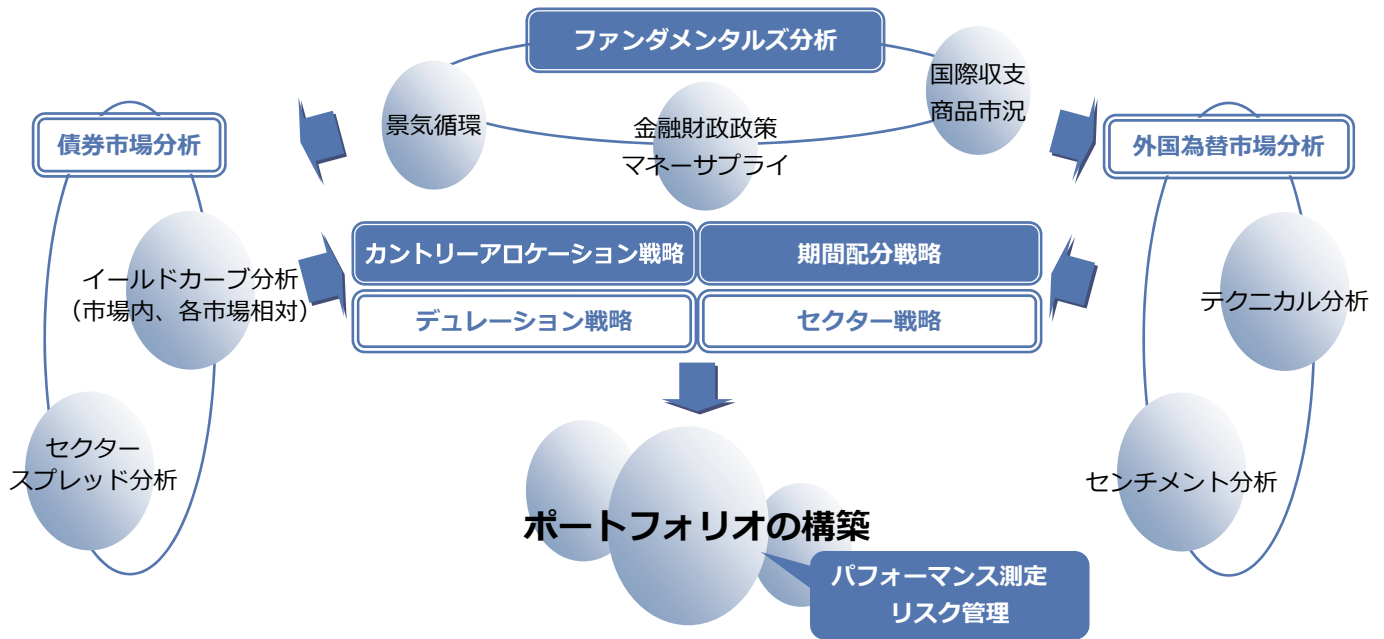 ファンダメンタルズ分析
景気循環
金融財政政策
マネーサプライ
国際収支
商品市況
債券市場分析
イールドカーブ分析
（市場内、各市場相対）
セクター
スプレッド分析
外国為替市場分析
テクニカル分析
センチメント分析
カントリーアロケーション戦略
期間配分戦略
デュレーション戦略
セクター戦略
ポートフォリオの構築
パフォーマンス測定
リスク管理